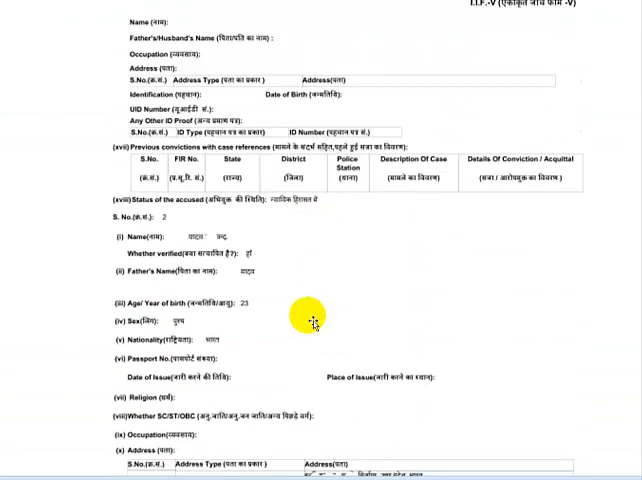 I.I.F.-V (एकीकृत जाँच फॉर्म -V)
Name (नाम):
Father's/Husband's Name (पिता/पति का नाम) :
Occupation (व्यवसाय):
Address (पता):
S.No.(क्र.सं.) Address Type (पता का प्रकार ) Address(पता)
Identification (पहचान): Date of Birth (जन्मतिथि):
UID Number (यूआईडी सं.):
Any Other ID Proof (अन्य प्रमाण पत्र):
S.No.(क्र.सं.) ID Type (पहचान पत्र का प्रकार) ID Number (पहचान पत्र सं.)
(xvii) Previous convictions with case references (मामले के संदर्भ सहित,पहले हुई सजा का विवरण):
S.No. FIR No. State District Police Station Description Of Case Details Of Conviction / Acquittal
(क्र.सं.) (प्र.सू.रि. सं.) (राज्य) (जिला) (थाना) (मामले का विवरण) (सजा / आरोपमुक्त का विवरण )
(xviii) Status of the accused (अभियुक्त की स्थिति): न्यायिक हिरासत में
S. No.(क्र.सं.): 2
(i) Name(नाम): यादव
Whether verified(क्या सत्यापित है?): हाँ
(ii) Father's Name(पिता का नाम): यादव
(iii) Age/ Year of birth (जन्मतिथि/आयु): 23
(iv) Sex(लिंग): पुरुष
(v) Nationality(राष्ट्रियता): भारत
(vi) Passport No.(पासपोर्ट संख्या):
Date of Issue(जारी करने की तिथि): Place of Issue(जारी करने का स्थान):
(vii) Religion (धर्म):
(viii)Whether SC/ST/OBC (अनु.जाति/अनु.जन जाति/अन्य पिछड़े वर्ग):
(ix) Occupation(व्यवसाय):
(x) Address (पता):
S.No.(क्र.सं.) Address Type (पता का प्रकार ) Address(पता)